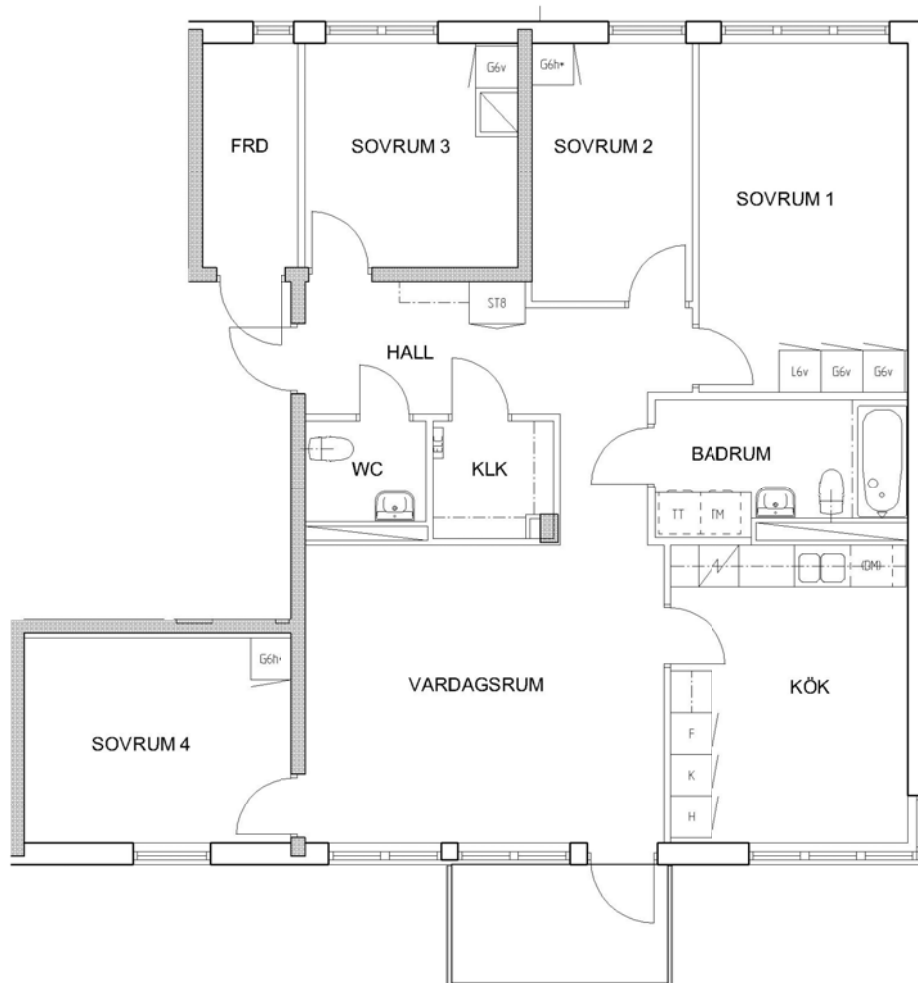 G6v
G6h*
FRD
SOVRUM 3
SOVRUM 2
SOVRUM 1
ST8
HALL
L6v
G6v
G6v
WC
KLK
BADRUM
TT
TM
(DM)
G6h*
VARDAGSRUM
KÖK
SOVRUM 4
F
K
H